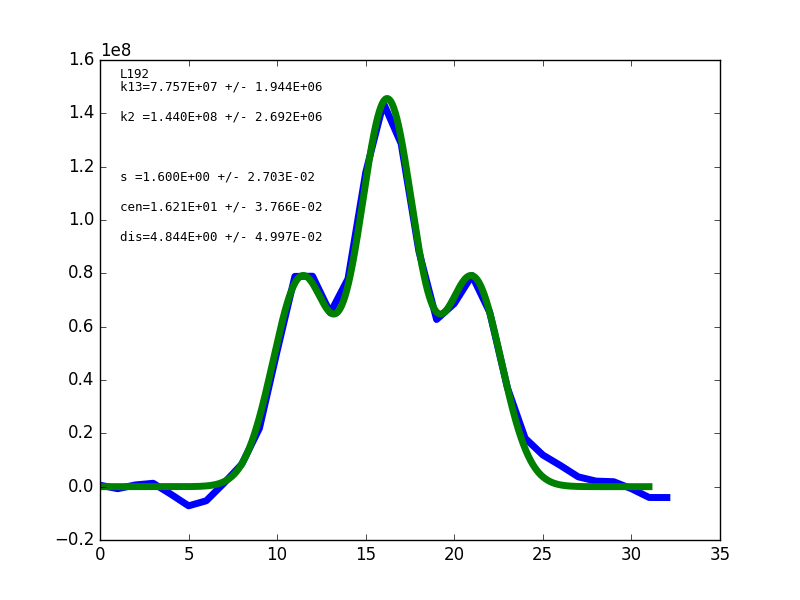 1e8
L192
k13=7.757E+07 +/- 1.944E+06
k2 =1.440E+08 +/- 2.692E+06
s =1.600E+00 +/- 2.703E-02
cen=1.621E+01 +/- 3.766E-02
dis=4.844E+00 +/- 4.997E-02
1.6
1.4
1.2
1.0
0.8
0.6
0.4
0.2
0.0
−0.2
0 5 10 15 20 25 30 35